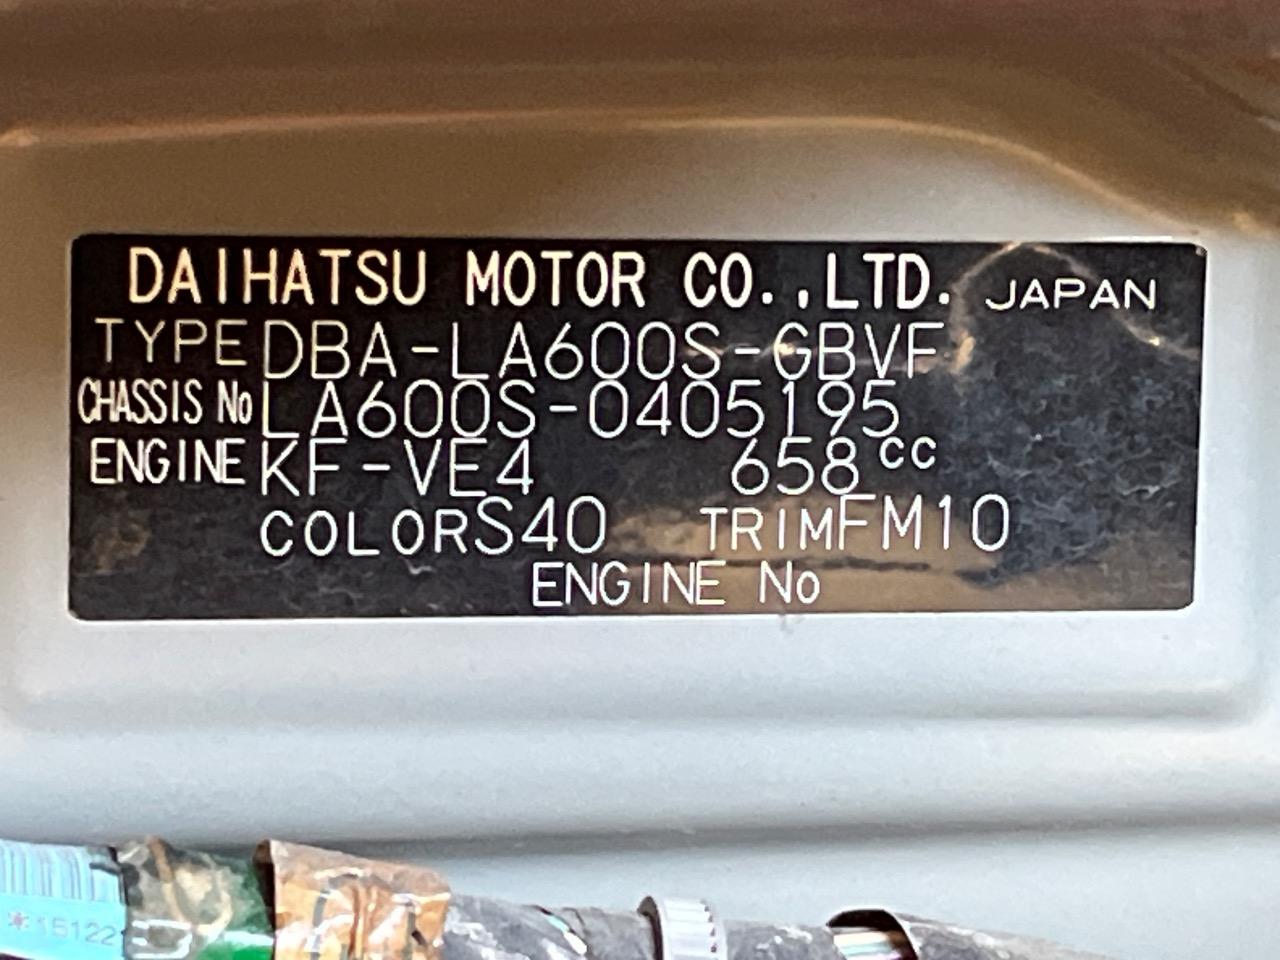 DAIHATSU MOTOR CO.,LTD. JAPAN
TYPE DBA-LA600S-GBVF
CHASSIS No LA600S-0405195
ENGINE KF-VE4 658cc
COLOR S40 TRIM FM10
ENGINE No
*15122